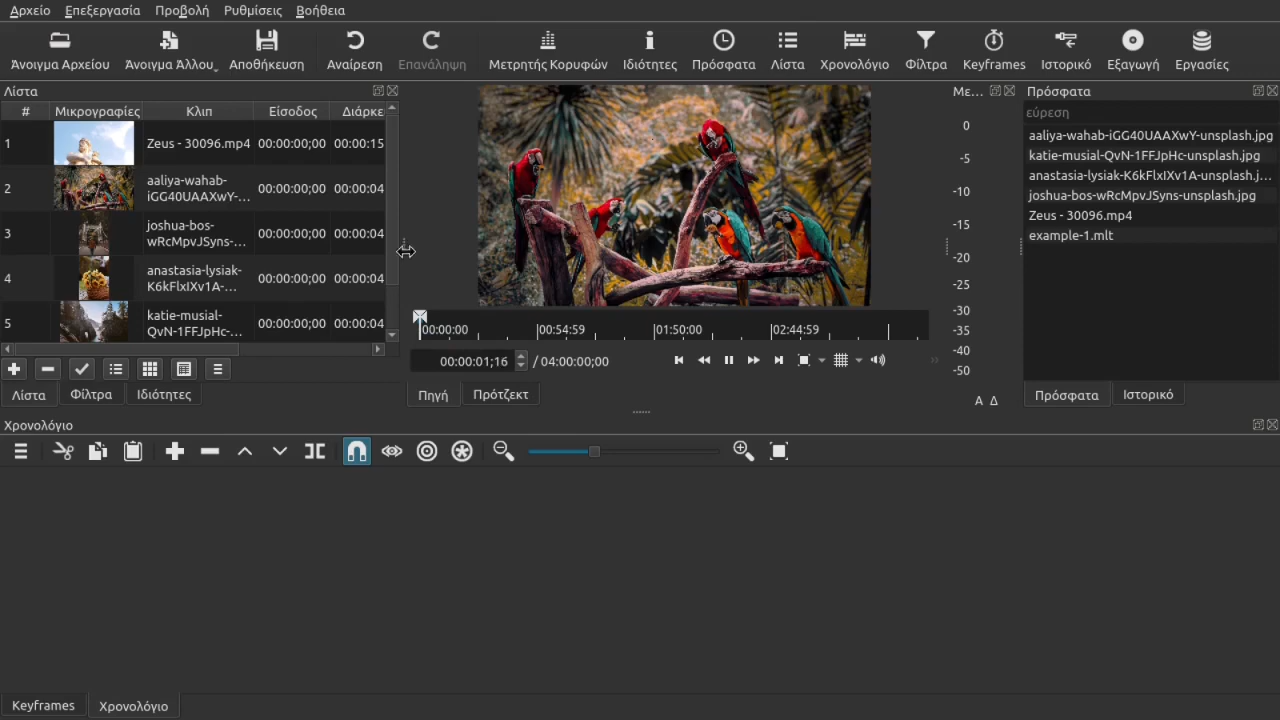 Αρχείο Επεξεργασία Προβολή Ρυθμίσεις Βοήθεια
Άνοιγμα Αρχείου Άνοιγμα Άλλου Αποθήκευση Αναίρεση Επανάληψη Μετρητής Κορυφών Ιδιότητες Πρόσφατα Λίστα Χρονολόγιο Φίλτρα Keyframes Ιστορικό Εξαγωγή Εργασίες
Λίστα
# Μικρογραφίες Κλιπ Είσοδος Διάρκε
1 Zeus - 30096.mp4 00:00:00;00 00:00:15
2 aaliya-wahab-
iGG40UAAXwY-... 00:00:00;00 00:00:04
3 joshua-bos-
wRcMpvJSyns-... 00:00:00;00 00:00:04
4 anastasia-lysiak-
K6kFlxIXv1A-... 00:00:00;00 00:00:04
5 katie-musial-
QvN-1FFJpHc-... 00:00:00;00 00:00:04
Λίστα Φίλτρα Ιδιότητες
00:00:00 00:54:59 01:50:00 02:44:59
00:00:01;16 / 04:00:00;00
Πηγή Πρότζεκτ
Με...
0
-5
-10
-15
-20
-25
-30
-35
-40
-50
Α Δ
Πρόσφατα
εύρεση
aaliya-wahab-iGG40UAAXwY-unsplash.jpg
katie-musial-QvN-1FFJpHc-unsplash.jpg
anastasia-lysiak-K6kFlxIXv1A-unsplash.j...
joshua-bos-wRcMpvJSyns-unsplash.jpg
Zeus - 30096.mp4
example-1.mlt
Πρόσφατα Ιστορικό
Χρονολόγιο
Keyframes Χρονολόγιο